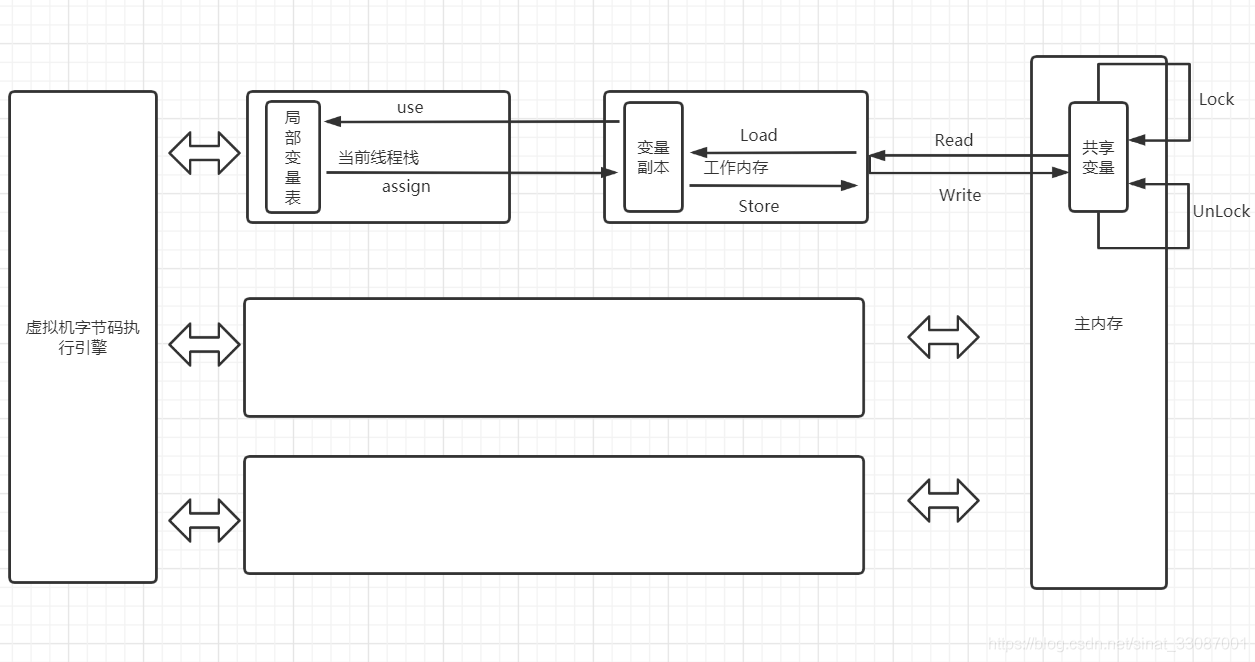 局
部
变
量
表
use
当前线程栈
assign
变量
副本
Load
工作内存
Store
Read
Write
共享
变量
Lock
UnLock
虚拟机字节码执
行引擎
主内存
https://blog.csdn.net/sinat_33087001